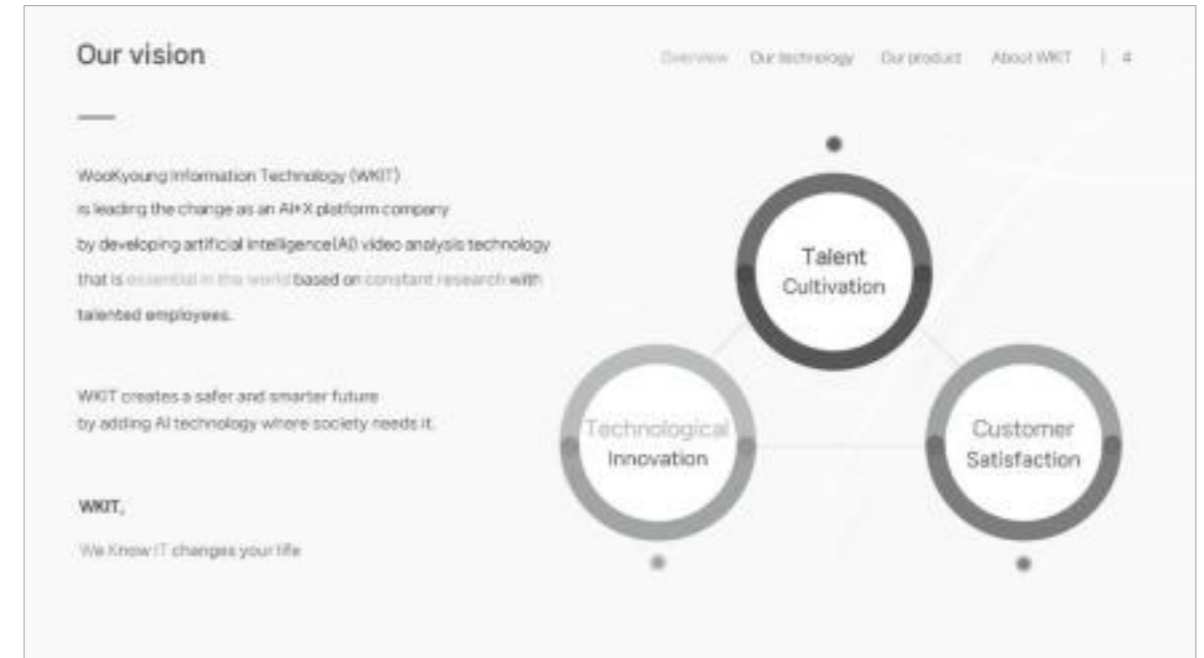 Our vision
Overview Our technology Our product About WKIT | 4
WooKyoung Information Technology (WKIT)
is leading the change as an AI+X platform company
by developing artificial intelligence(AI) video analysis technology
that is essential in the world based on constant research with
talented employees.
WKIT creates a safer and smarter future
by adding AI technology where society needs it.
WKIT,
We Know IT changes your life
Talent
Cultivation
Technological
Innovation
Customer
Satisfaction